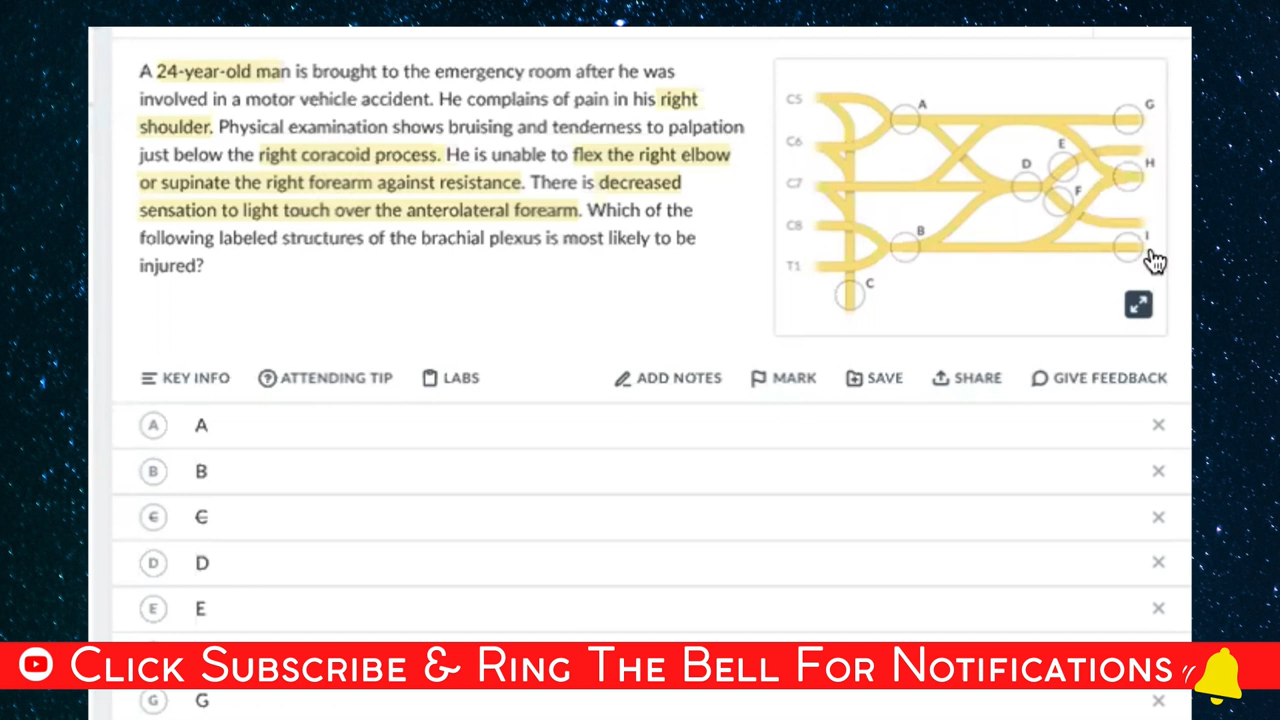 A 24-year-old man is brought to the emergency room after he was
involved in a motor vehicle accident. He complains of pain in his right
shoulder. Physical examination shows bruising and tenderness to palpation
just below the right coracoid process. He is unable to flex the right elbow
or supinate the right forearm against resistance. There is decreased
sensation to light touch over the anterolateral forearm. Which of the
following labeled structures of the brachial plexus is most likely to be
injured?
C5
C6
C7
C8
T1
A
B
C
D
E
F
G
H
I
KEY INFO
ATTENDING TIP
LABS
ADD NOTES
MARK
SAVE
SHARE
GIVE FEEDBACK
A A
B B
C C
D D
E E
CLICK SUBSCRIBE & RING THE BELL FOR NOTIFICATIONS
G G